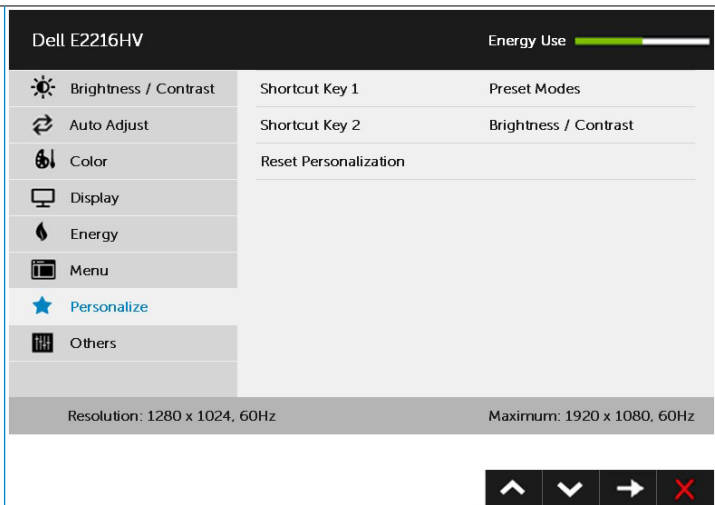 Dell E2216HV Energy Use
Brightness / Contrast Shortcut Key 1 Preset Modes
Auto Adjust Shortcut Key 2 Brightness / Contrast
Color Reset Personalization
Display
Energy
Menu
Personalize
Others
Resolution: 1280 x 1024, 60Hz Maximum: 1920 x 1080, 60Hz